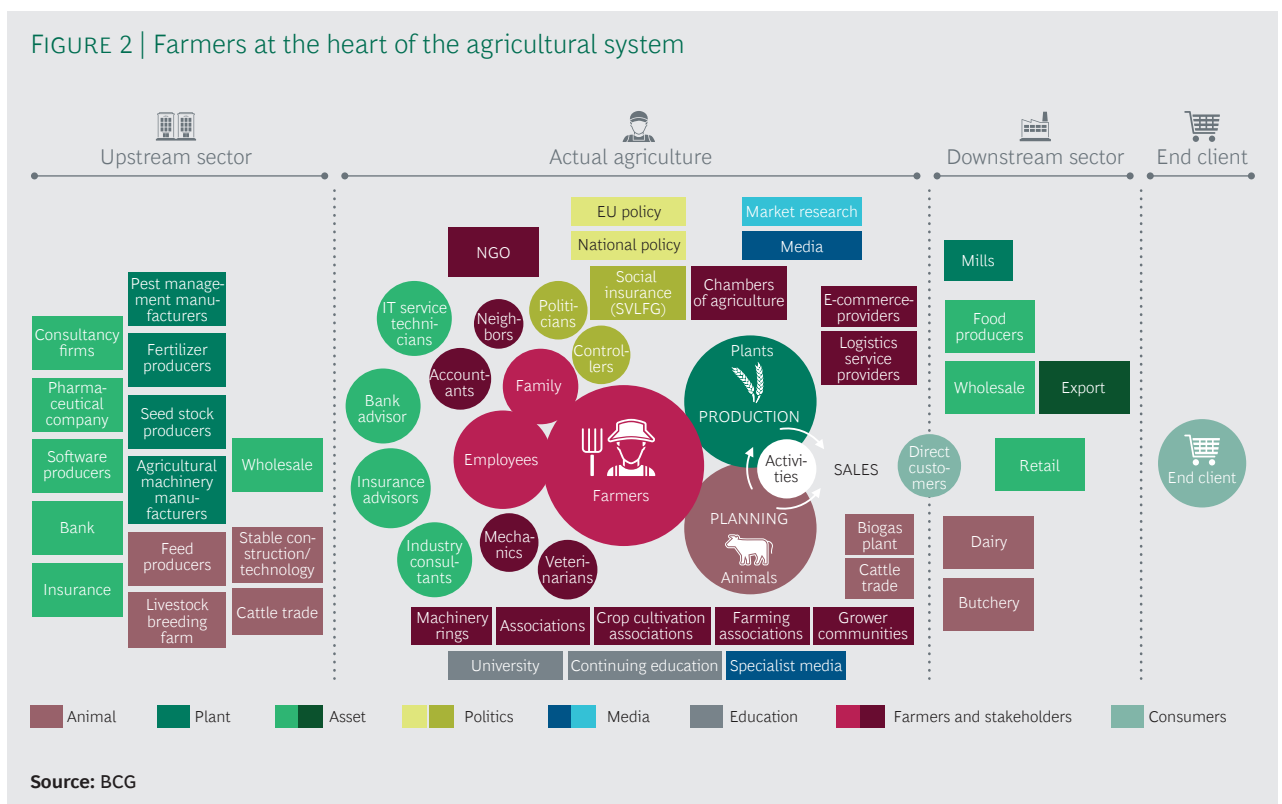 FIGURE 2 | Farmers at the heart of the agricultural system
Upstream sector
Actual agriculture
Downstream sector
End client
Pest manage-
ment manu-
facturers
Consultancy
firms
Fertilizer
producers
Pharma-
ceutical
company
Seed stock
producers
Software
producers
Agricultural
machinery
manu-
facturers
Wholesale
Bank
Feed
producers
Stable con-
struction/
technology
Insurance
Livestock
breeding
farm
Cattle trade
EU policy
National policy
Market research
Media
NGO
Social
insurance
(SVLFG)
Chambers
of agriculture
E-commerce-
providers
Logistics
service
providers
IT service
techni-
cians
Neigh-
bors
Politi-
cians
Control-
lers
Account-
ants
Family
Bank
advisor
Employees
Farmers
Insurance
advisors
Industry
consul-
tants
Mecha-
nics
Veteri-
narians
Plants
PRODUCTION
Activi-
ties
SALES
PLANNING
Animals
Direct
custo-
mers
Biogas
plant
Cattle
trade
Machinery
rings
Associations
Crop cultivation
associations
Farming
associations
Grower
communities
University
Continuing education
Specialist media
Mills
Food
producers
Wholesale
Export
Retail
Dairy
Butchery
End client
Animal
Plant
Asset
Politics
Media
Education
Farmers and stakeholders
Consumers
Source: BCG